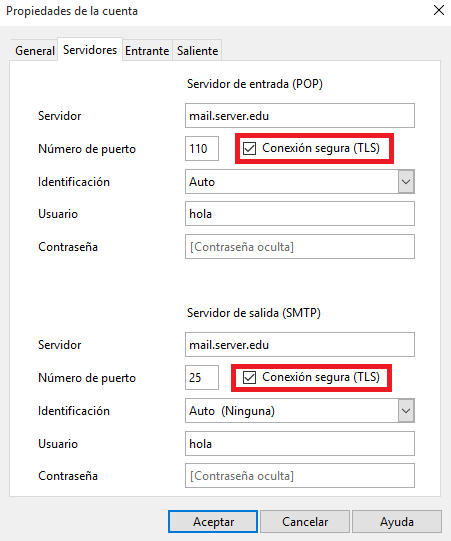 Propiedades de la cuenta
General Servidores Entrante Saliente
Servidor de entrada (POP)
Servidor mail.server.edu
Número de puerto 110 Conexión segura (TLS)
Identificación Auto
Usuario hola
Contraseña [Contraseña oculta]
Servidor de salida (SMTP)
Servidor mail.server.edu
Número de puerto 25 Conexión segura (TLS)
Identificación Auto (Ninguna)
Usuario hola
Contraseña [Contraseña oculta]
Aceptar Cancelar Ayuda